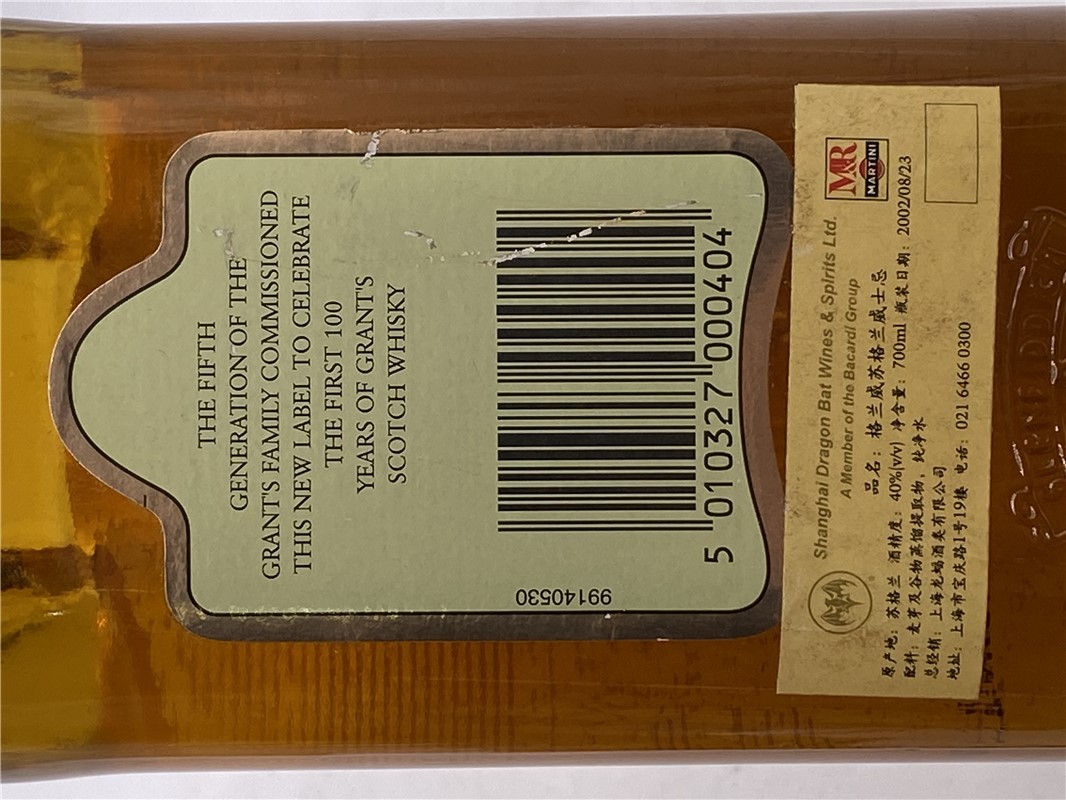 THE FIFTH
GENERATION OF THE
GRANT'S FAMILY COMMISSIONED
THIS NEW LABEL TO CELEBRATE
THE FIRST 100
YEARS OF GRANT'S
SCOTCH WHISKY
5 010327 000404
99140530
Shanghai Dragon Bat Wines & Spirits Ltd.
A Member of the Bacardi Group
M&R
MARTINI
品名：格兰威苏格兰威士忌
原产地：苏格兰 酒精度：40%(v/v) 净含量：700ml 瓶装日期：2002/08/23
配料：麦芽及谷物蒸馏提取物，纯净水
总经销：上海龙蝠酒类有限公司
地址：上海市宝庆路1号19楼 电话：021 6466 0300